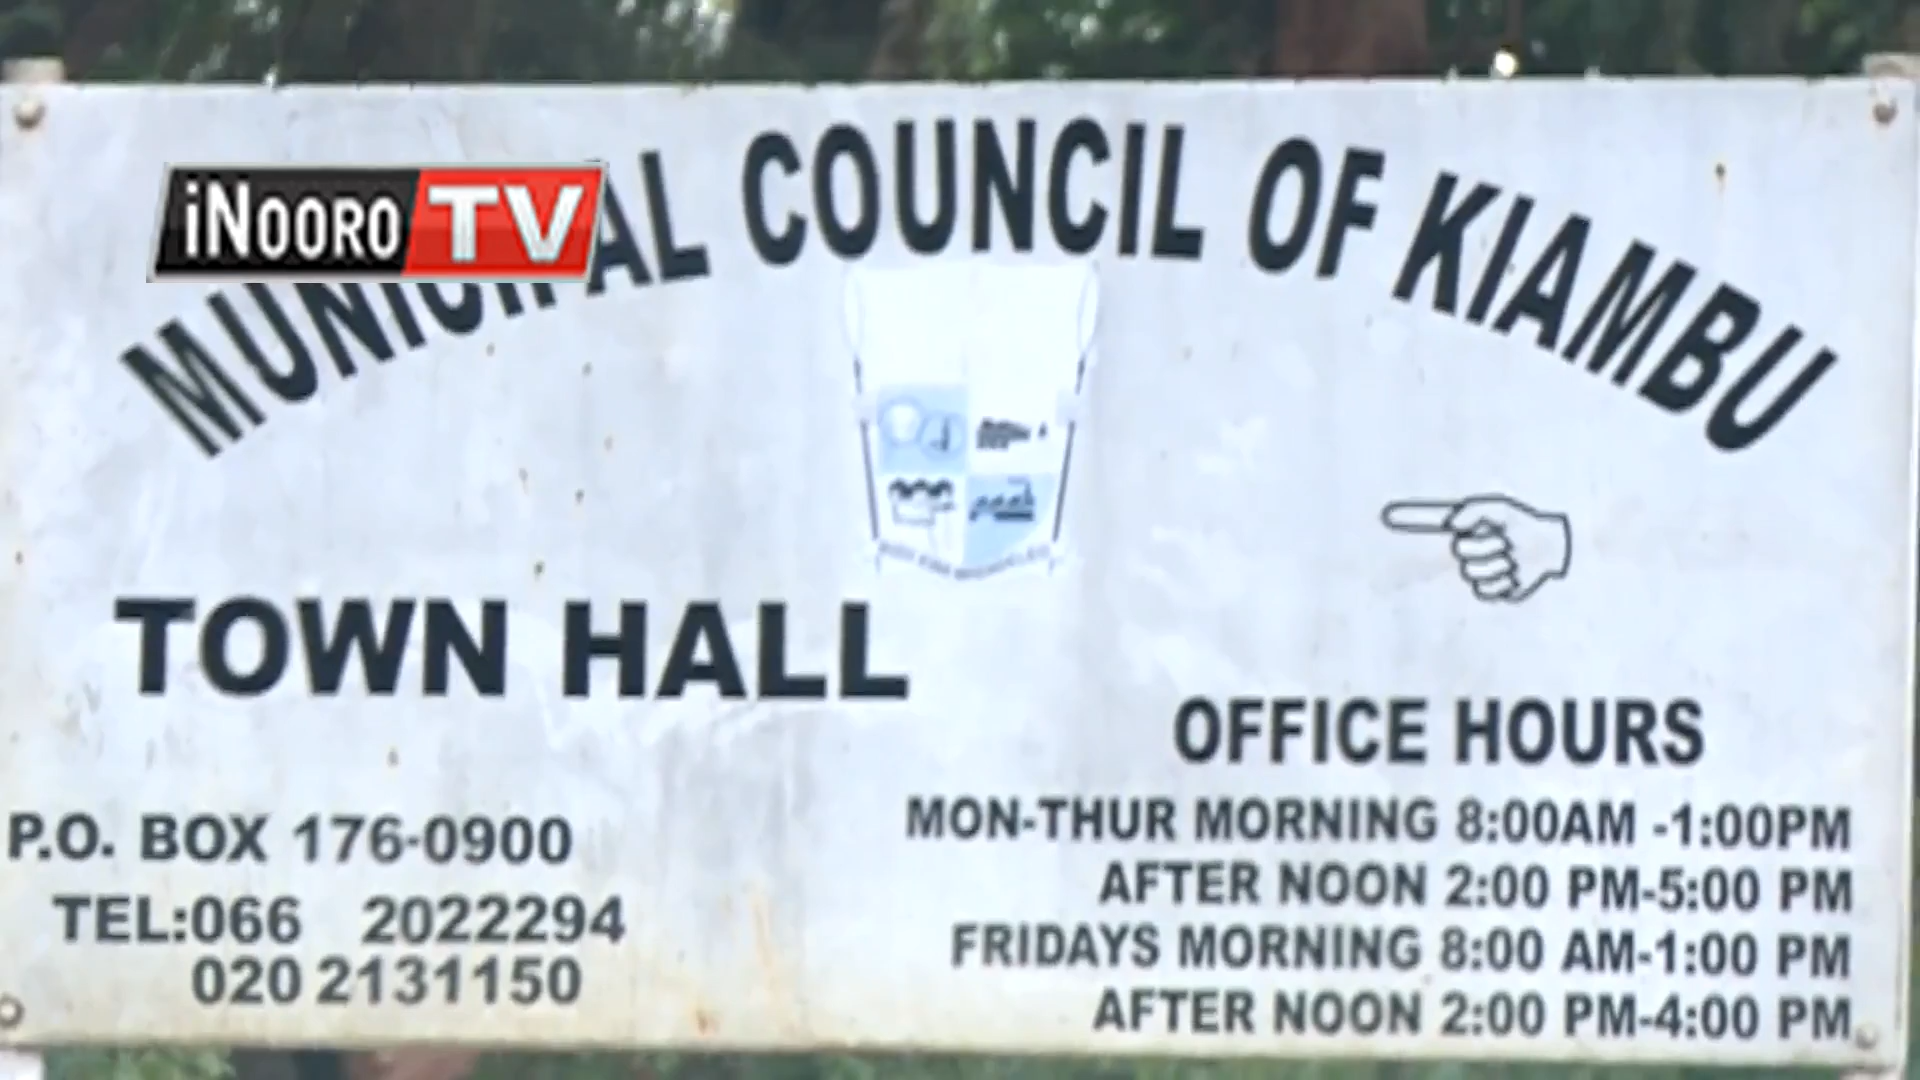 iNOORO TV
MUNICIPAL COUNCIL OF KIAMBU
TOWN HALL
P.O. BOX 176-0900
TEL:066 2022294
020 2131150
OFFICE HOURS
MON-THUR MORNING 8:00AM -1:00PM
AFTER NOON 2:00 PM-5:00 PM
FRIDAYS MORNING 8:00 AM-1:00 PM
AFTER NOON 2:00 PM-4:00 PM